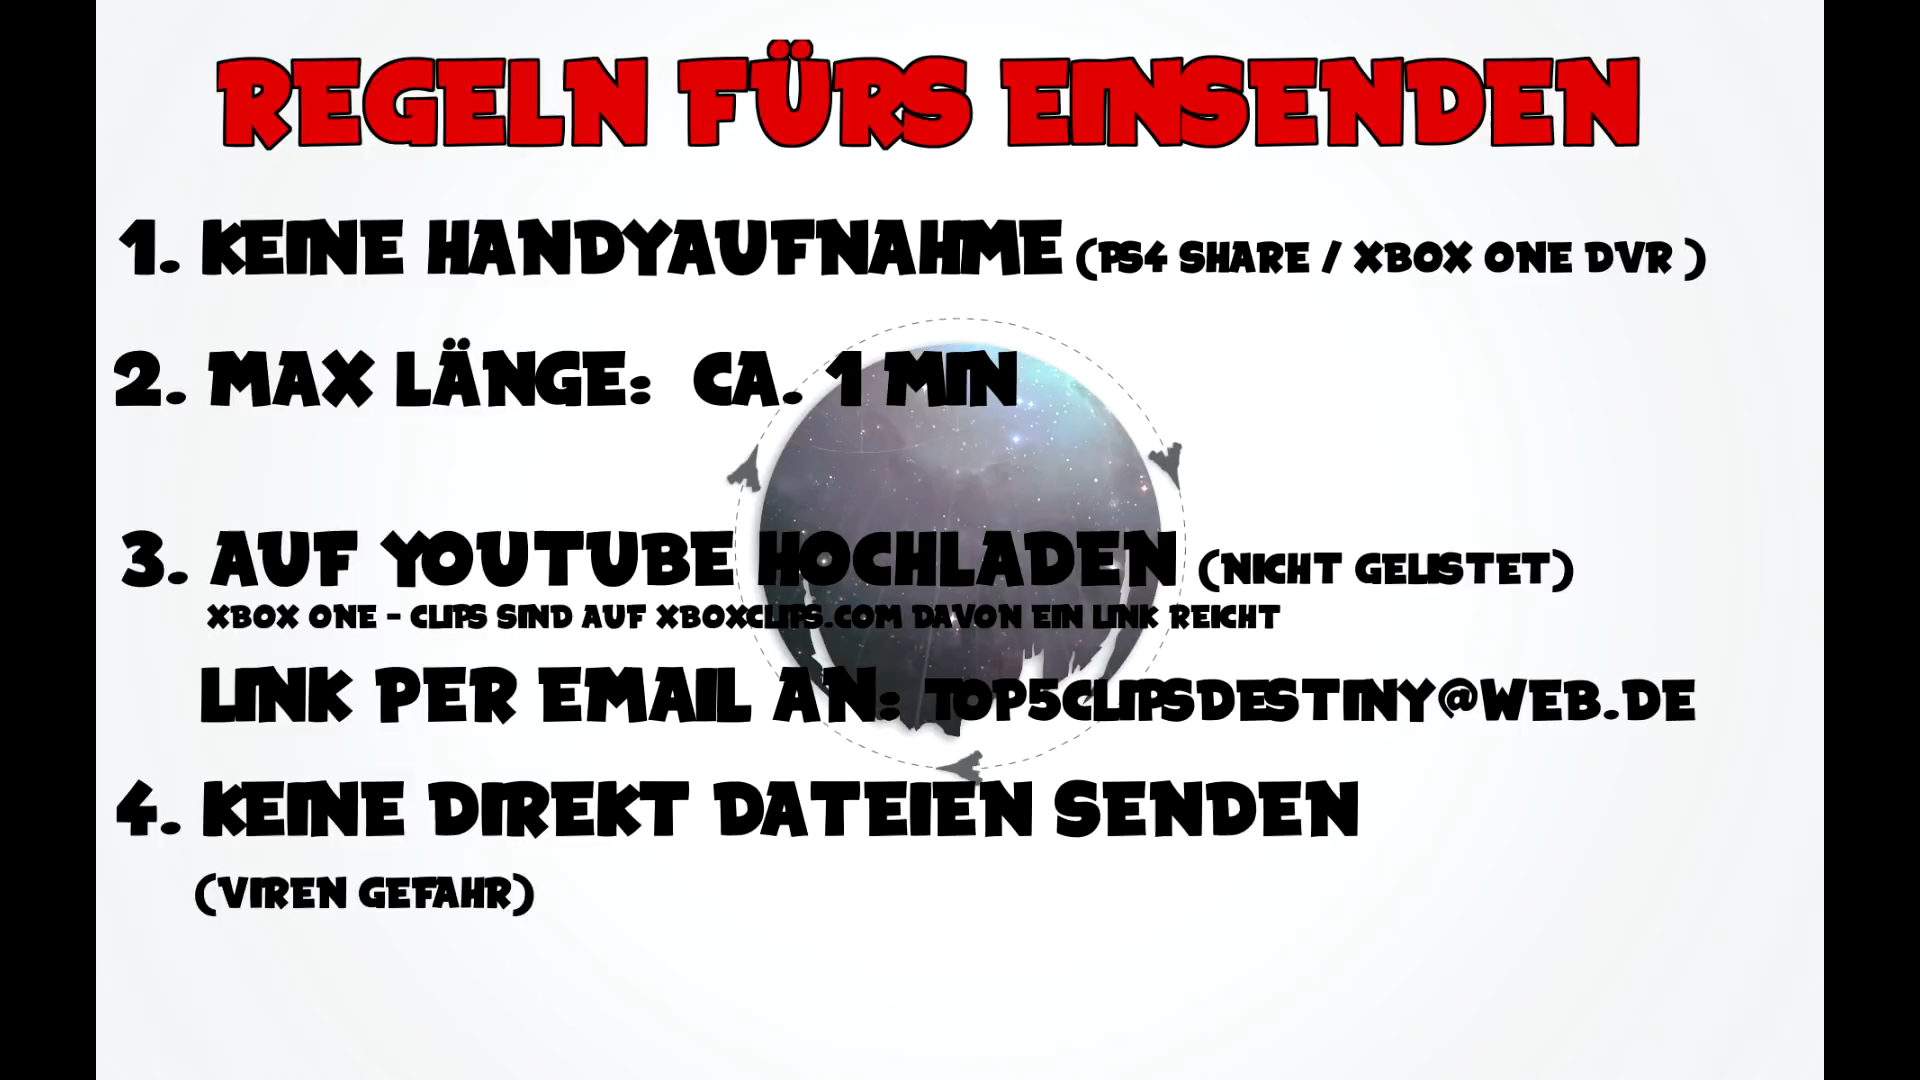 REGELN FÜRS EINSENDEN
1. KEINE HANDYAUFNAHME (PS4 SHARE / XBOX ONE DVR )
2. MAX LÄNGE: CA. 1 MIN
3. AUF YOUTUBE HOCHLADEN (NICHT GELISTET)
XBOX ONE - CLIPS SIND AUF XBOXCLIPS.COM DAVON EIN LINK REICHT
LINK PER EMAIL AN: TOP5CLIPSDESTINY@WEB.DE
4. KEINE DIREKT DATEIEN SENDEN
(VIREN GEFAHR)